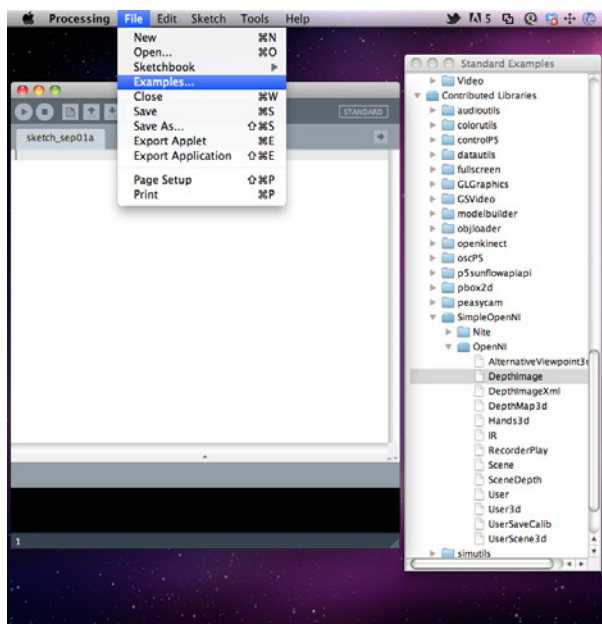 Processing File Edit Sketch Tools Help 5
New ⌘N
Open... ⌘O
Sketchbook
Examples...
Close ⌘W
Save ⌘S
Save As... ⇧⌘S
Export Applet ⌘E
Export Application ⇧⌘E
Page Setup ⇧⌘P
Print ⌘P
STANDARD
sketch_sep01a
1
Standard Examples
Video
Contributed Libraries
audioutils
colorutils
controlP5
datautils
fullscreen
GLGraphics
GSVideo
modelbuilder
objloader
openkinect
oscP5
p5sunflowapiapi
pbox2d
peasycam
SimpleOpenNI
Nite
OpenNI
AlternativeViewpoint3d
DepthImage
DepthImageXml
DepthMap3d
Hands3d
IR
RecorderPlay
Scene
SceneDepth
User
User3d
UserSaveCalib
UserScene3d
simutils